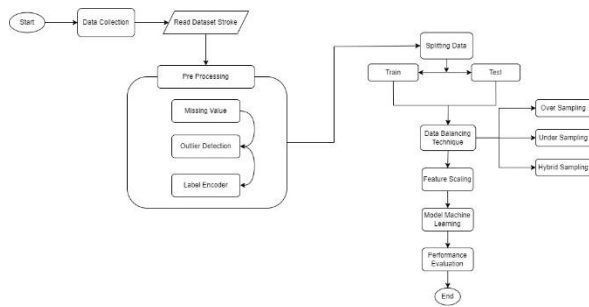 Start
Data Collection
Read Dataset Stroke
Pre Processing
Missing Value
Outlier Detection
Label Encoder
Splitting Data
Train
Test
Data Balancing
Technique
Over Sampling
Under Sampling
Hybrid Sampling
Feature Scaling
Model Machine
Learning
Performance
Evaluation
End